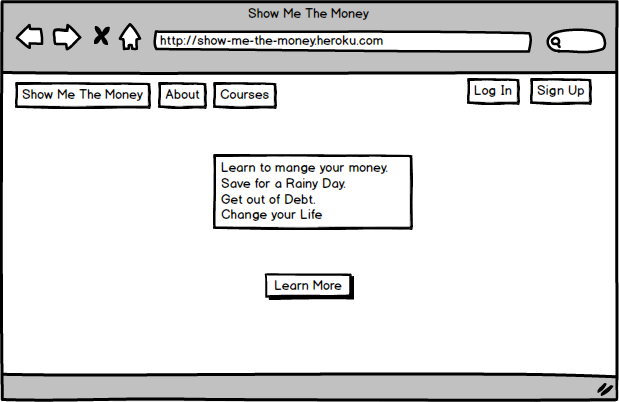 Show Me The Money
http://show-me-the-money.heroku.com
Show Me The Money About Courses Log In Sign Up
Learn to mange your money.
Save for a Rainy Day.
Get out of Debt.
Change your Life
Learn More